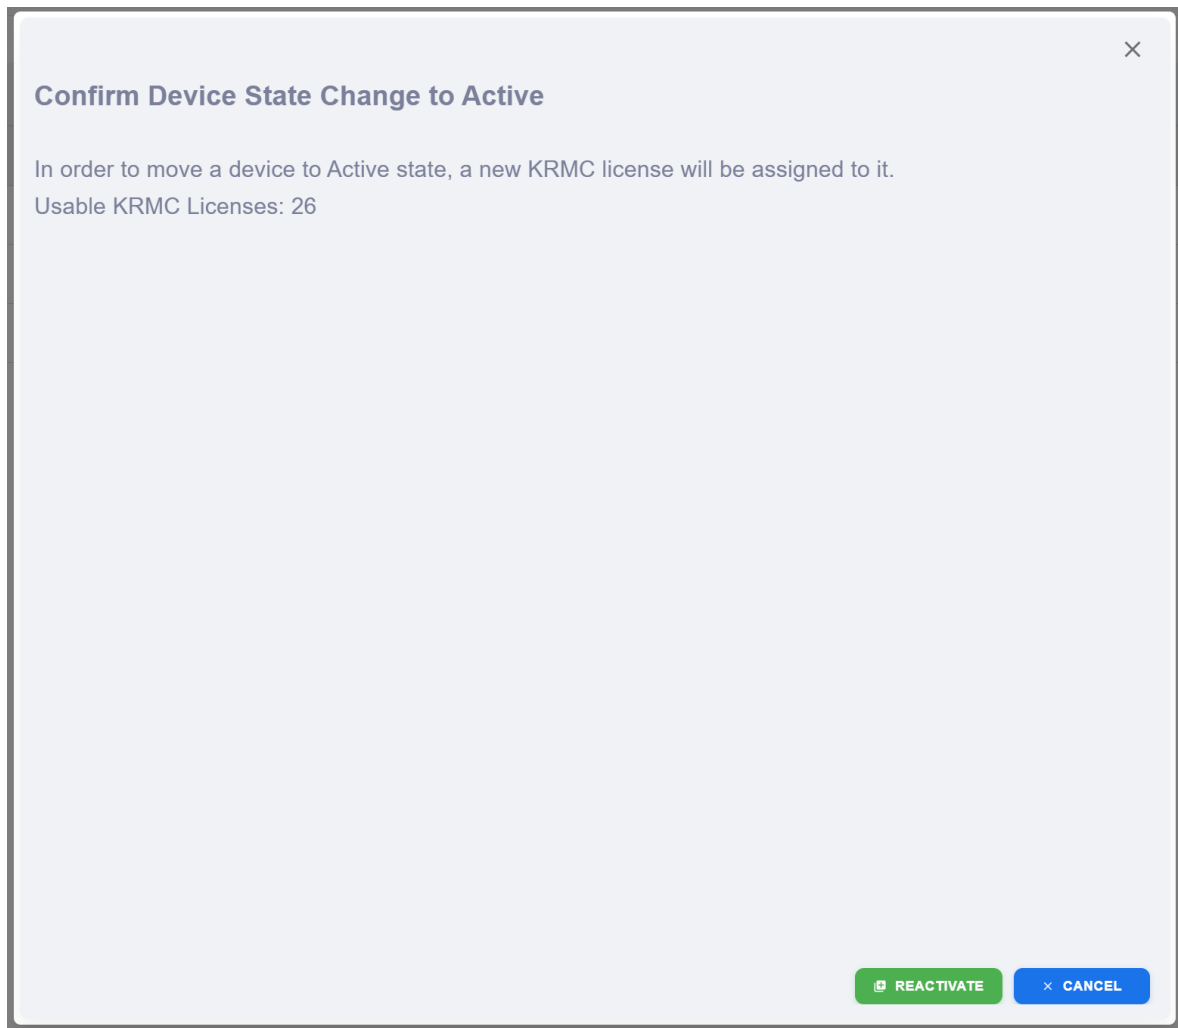 Confirm Device State Change to Active
In order to move a device to Active state, a new KRMC license will be assigned to it.
Usable KRMC Licenses: 26
REACTIVATE
CANCEL